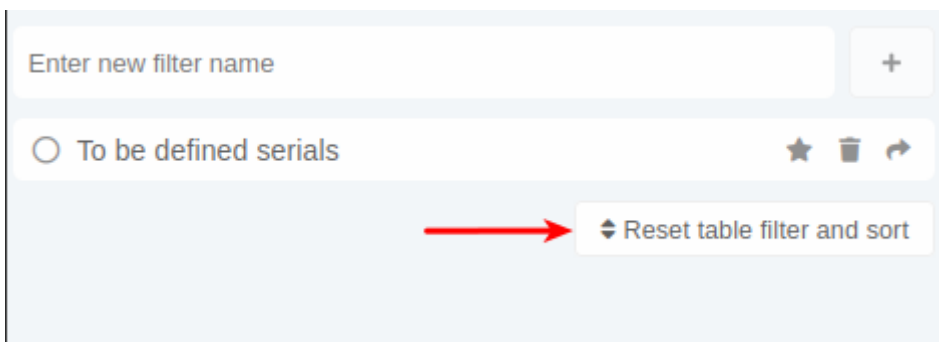 Enter new filter name
To be defined serials
Reset table filter and sort